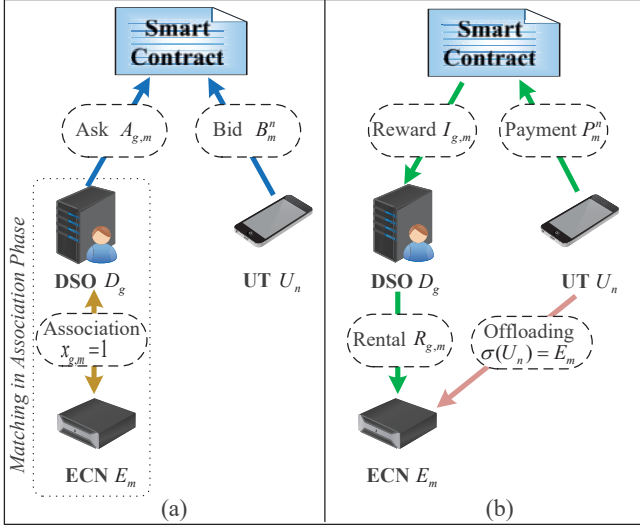 Smart
Contract
Ask A_{g,m}
Bid B_m^n
Matching in Association Phase
DSO D_g
UT U_n
Association
x_{g,m}=1
ECN E_m
(a)
Smart
Contract
Reward I_{g,m}
Payment P_m^n
DSO D_g
UT U_n
Rental R_{g,m}
Offloading
σ(U_n) = E_m
ECN E_m
(b)